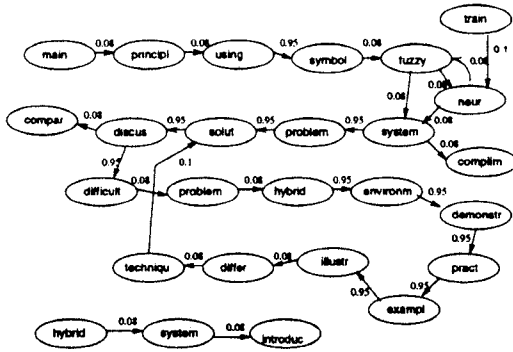 train
0.08 0.08 .95 0.08 0.08 0.1
main principl using symbol fuzzy
0.08 0.08 neur
compar 0.08 0.95 0.95 0.95 0.08 0.08
discus solut problem system
0.95 0.1 0.08 complim
difficult 0.08 problem 0.08 hybrid 0.95 environm 0.95
demonstr
0.95
techniqu 0.08 differ 0.08 illustr pract
0.95 0.95
exampl
hybrid 0.08 system 0.08 introduc